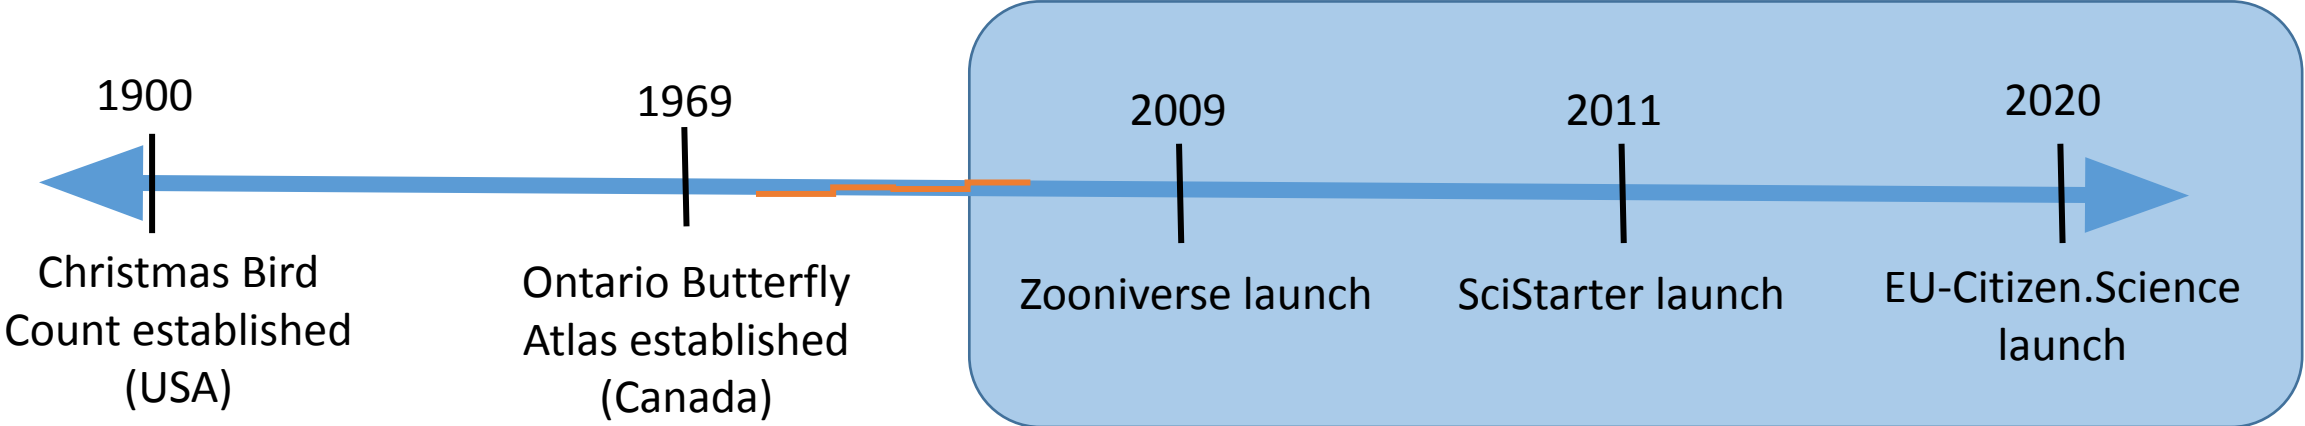 1900
Christmas Bird
Count established
(USA)
1969
Ontario Butterfly
Atlas established
(Canada)
2009
Zooniverse launch
2011
SciStarter launch
2020
EU-Citizen.Science
launch